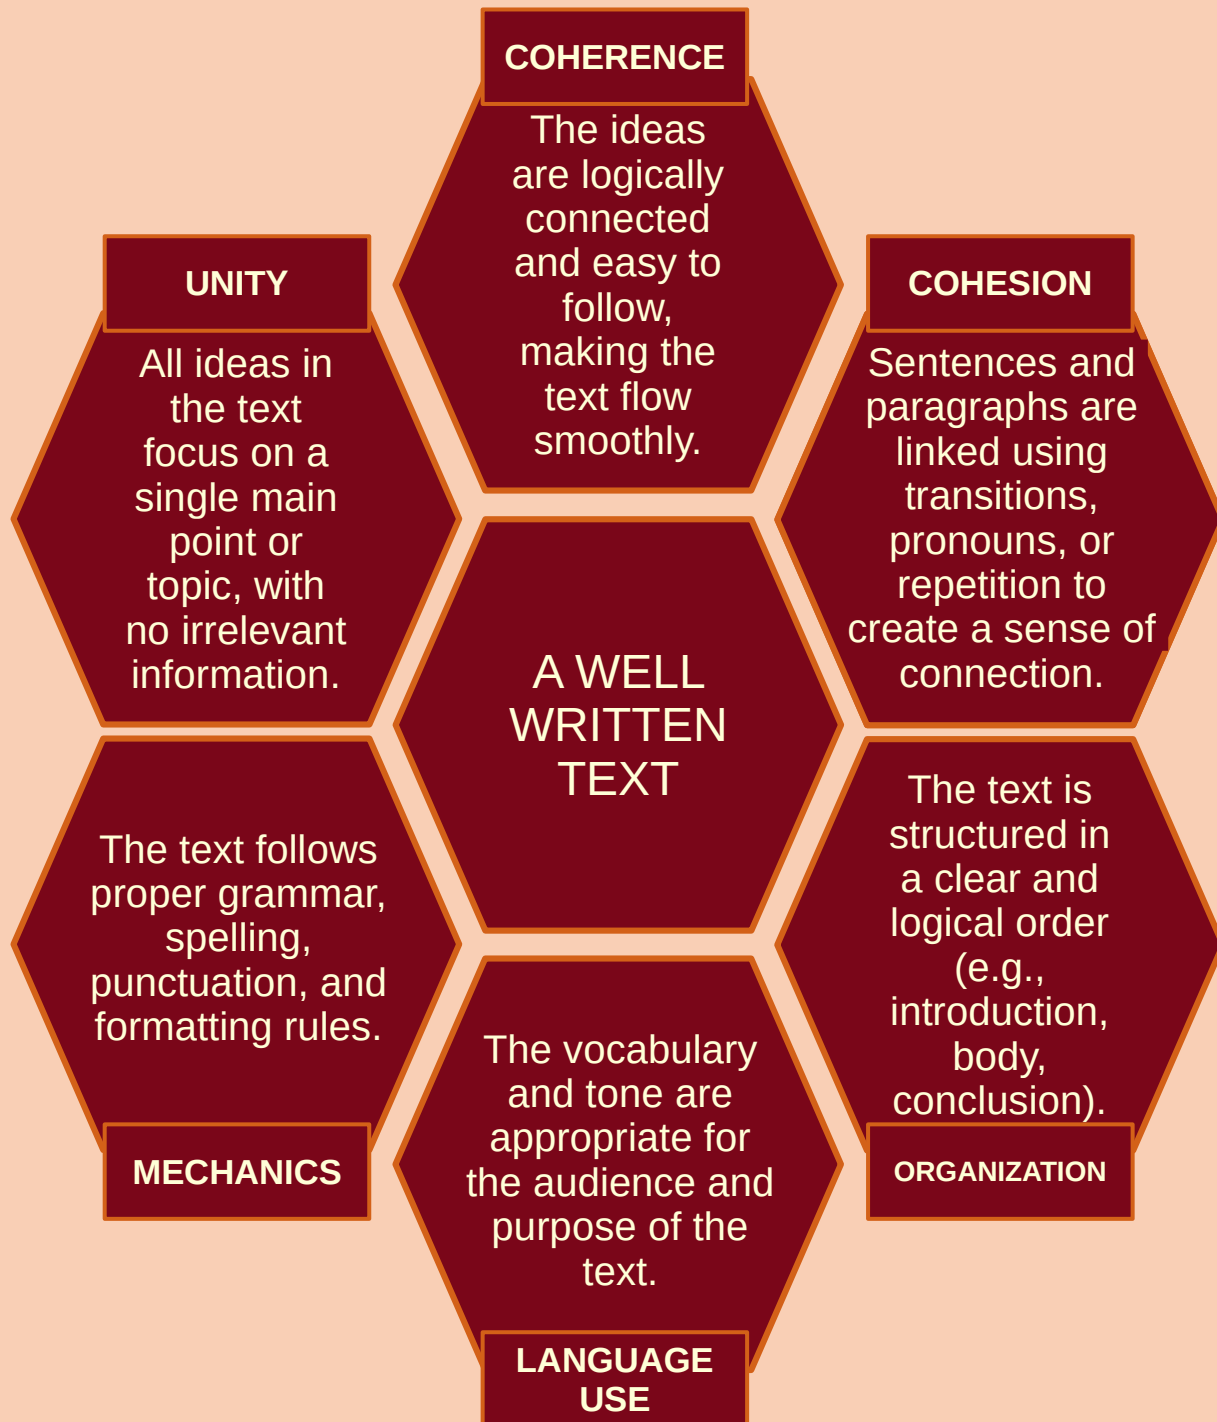 COHERENCE
The ideas
are logically
connected
and easy to
follow,
making the
text flow
smoothly.
UNITY
All ideas in
the text
focus on a
single main
point or
topic, with
no irrelevant
information.
COHESION
Sentences and
paragraphs are
linked using
transitions,
pronouns, or
repetition to
create a sense of
connection.
A WELL
WRITTEN
TEXT
The text follows
proper grammar,
spelling,
punctuation, and
formatting rules.
MECHANICS
The text is
structured in
a clear and
logical order
(e.g.,
introduction,
body,
conclusion).
ORGANIZATION
The vocabulary
and tone are
appropriate for
the audience and
purpose of the
text.
LANGUAGE
USE